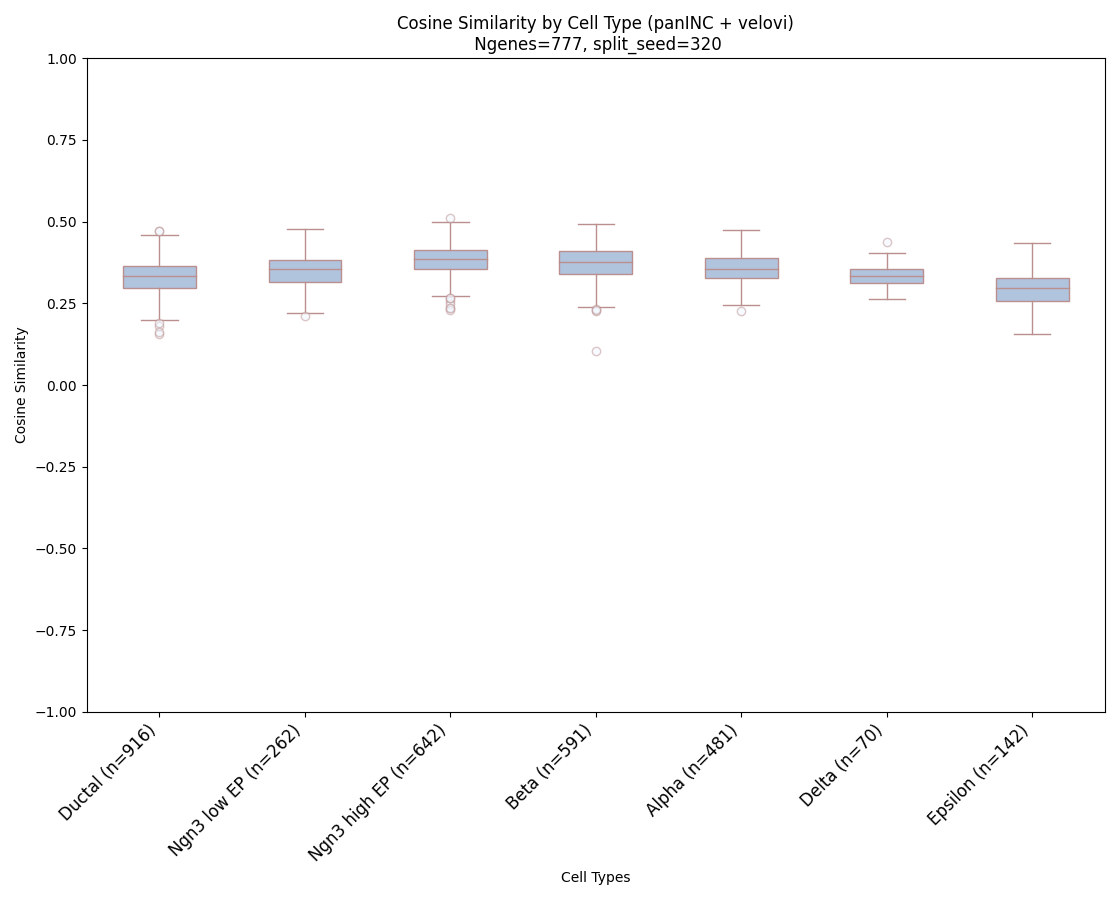 Cosine Similarity by Cell Type (panINC + velovi)
Ngenes=777, split_seed=320
Cosine Similarity
1.00
0.75
0.50
0.25
0.00
−0.25
−0.50
−0.75
−1.00
Ductal (n=916)
Ngn3 low EP (n=262)
Ngn3 high EP (n=642)
Beta (n=591)
Alpha (n=481)
Delta (n=70)
Epsilon (n=142)
Cell Types